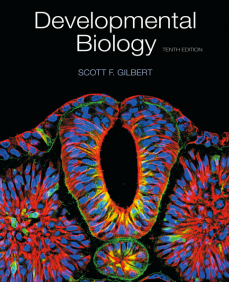 Developmental
Biology
TENTH EDITION
SCOTT F. GILBERT